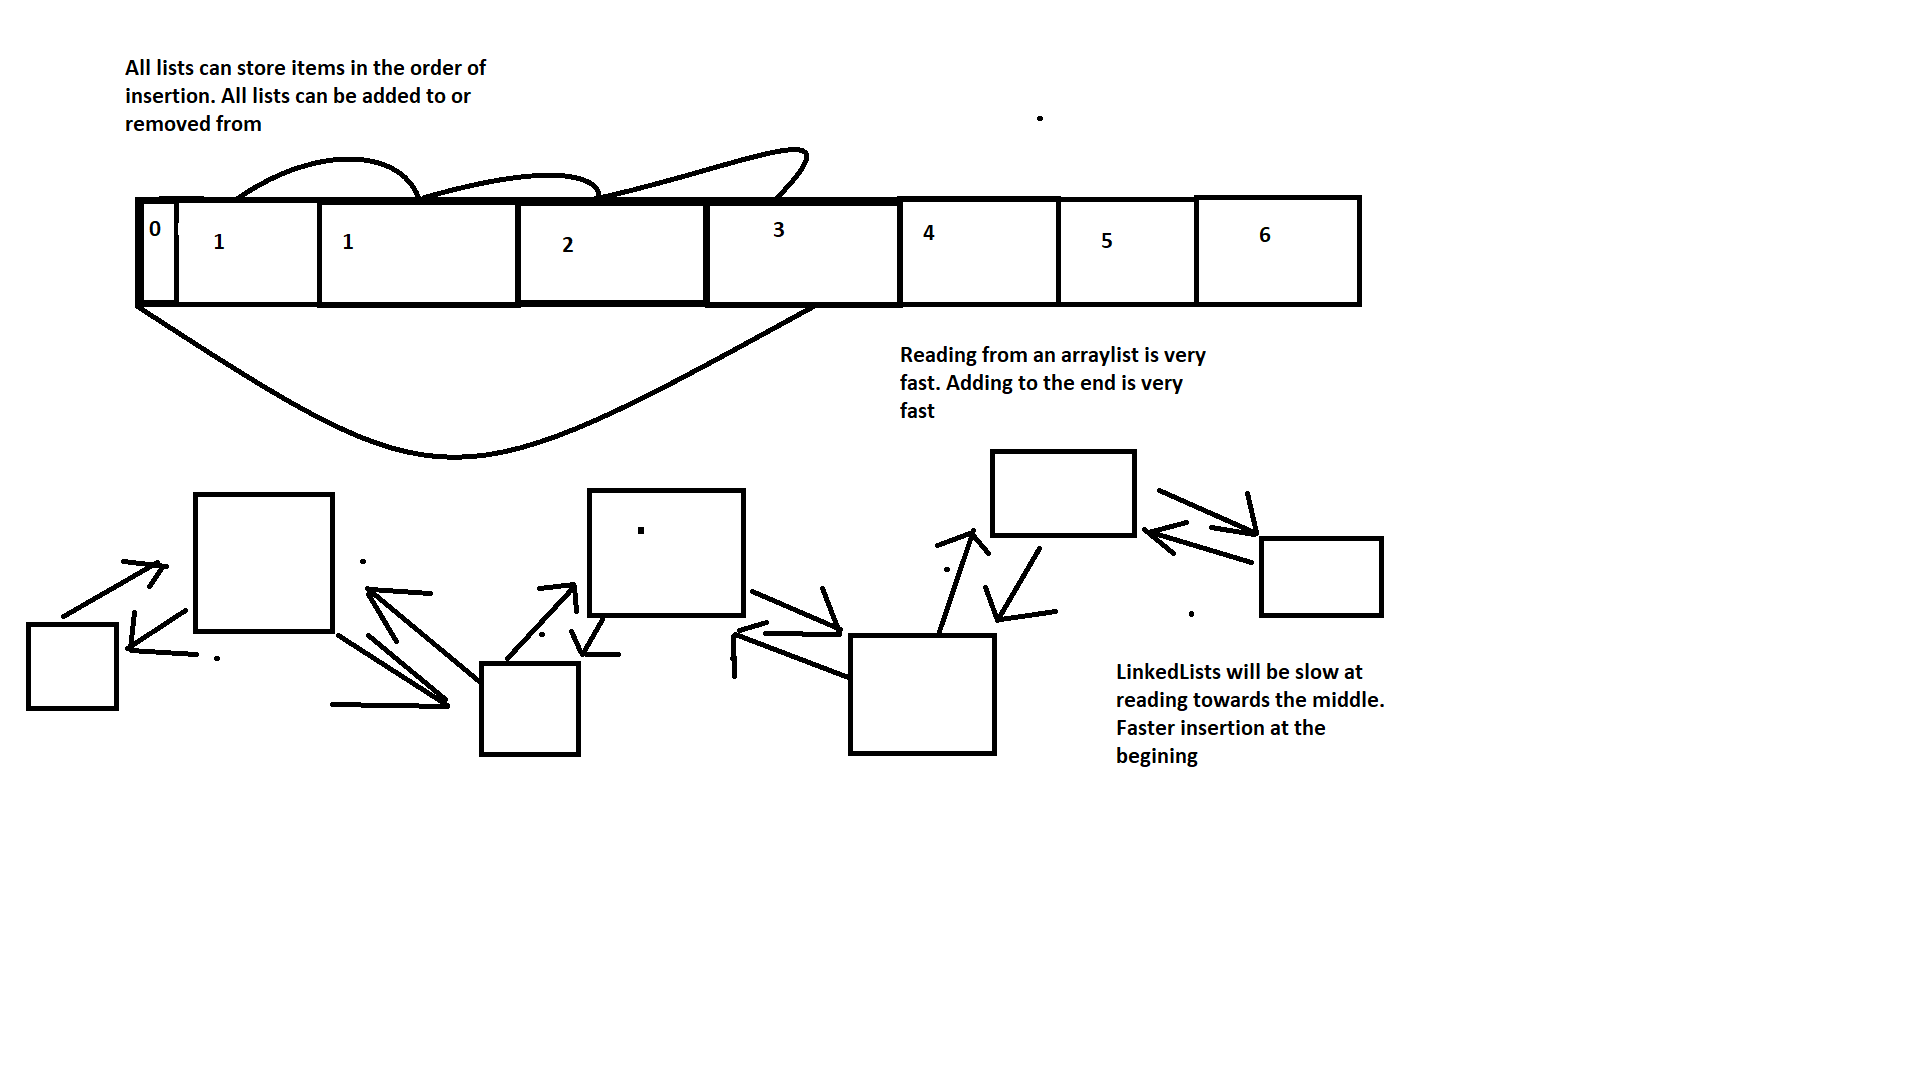 All lists can store items in the order of
insertion. All lists can be added to or
removed from
0 1 1 2 3 4 5 6
Reading from an arraylist is very
fast. Adding to the end is very
fast
LinkedLists will be slow at
reading towards the middle.
Faster insertion at the
begining